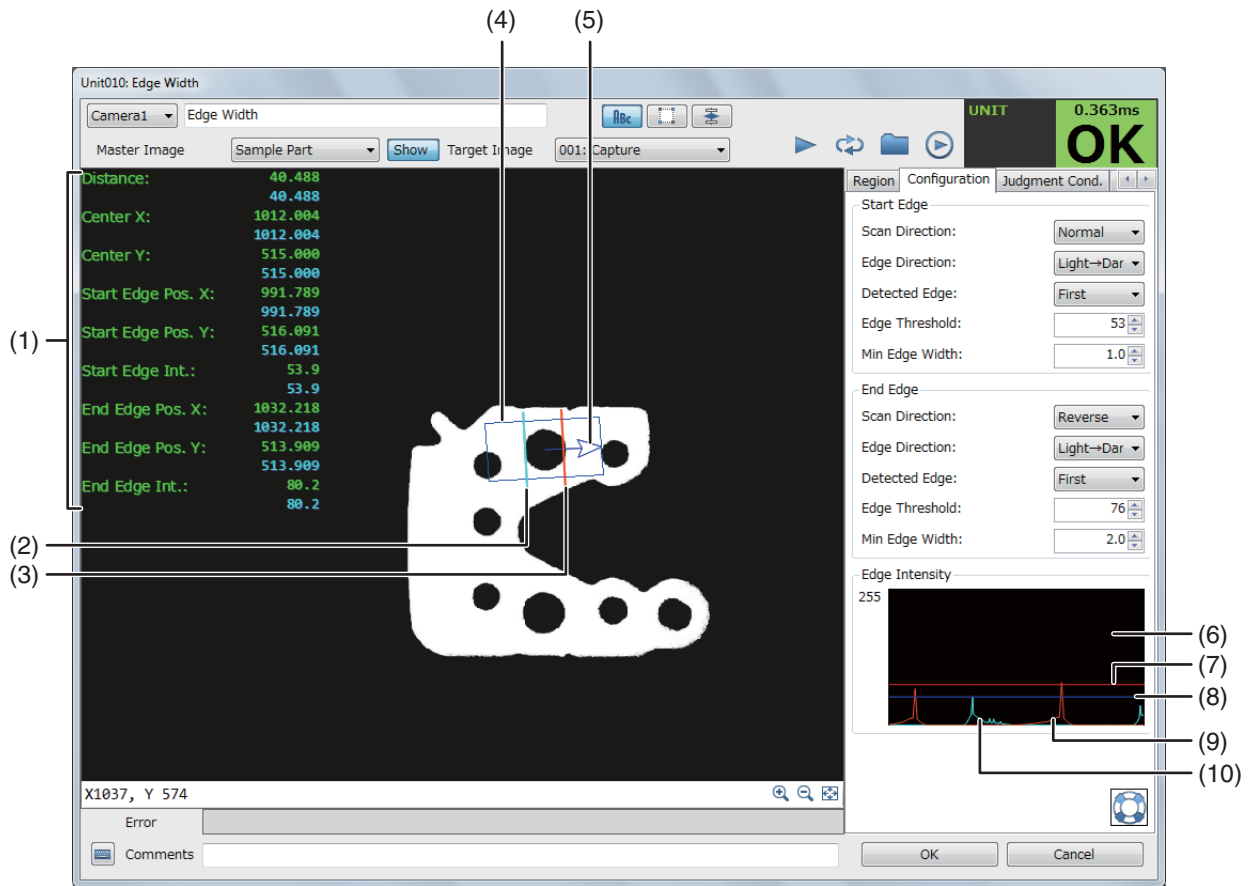 (4) (5)
Unit010: Edge Width
Camera1 Edge Width ABC UNIT 0.363ms
OK
Master Image Sample Part Show Target Image 001: Capture
(1)
Distance: 40.488
40.488
Center X: 1012.004
1012.004
Center Y: 515.000
515.000
Start Edge Pos. X: 991.789
991.789
Start Edge Pos. Y: 516.091
516.091
Start Edge Int.: 53.9
53.9
End Edge Pos. X: 1032.218
1032.218
End Edge Pos. Y: 513.909
513.909
End Edge Int.: 80.2
80.2
(2)
(3)
Region Configuration Judgment Cond.
Start Edge
Scan Direction: Normal
Edge Direction: Light→Dar
Detected Edge: First
Edge Threshold: 53
Min Edge Width: 1.0
End Edge
Scan Direction: Reverse
Edge Direction: Light→Dar
Detected Edge: First
Edge Threshold: 76
Min Edge Width: 2.0
Edge Intensity
255
(6)
(7)
(8)
(9)
(10)
X1037, Y 574
Error
Comments
OK Cancel